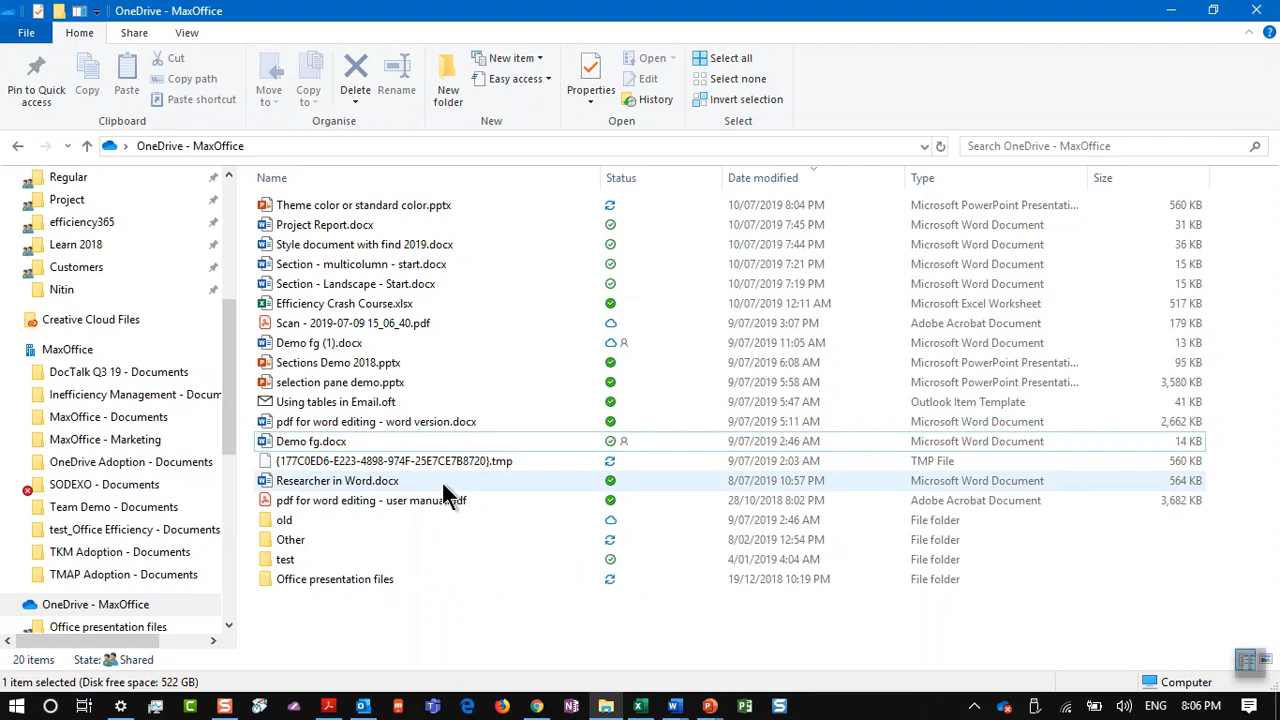 OneDrive - MaxOffice
File Home Share View
Pin to Quick access
Copy
Paste
Cut
Copy path
Paste shortcut
Clipboard
Move to
Copy to
Delete
Rename
Organise
New folder
New item
Easy access
New
Properties
Open
Edit
History
Open
Select all
Select none
Invert selection
Select
OneDrive - MaxOffice
Search OneDrive - MaxOffice
Regular
Project
efficiency365
Learn 2018
Customers
Nitin
Creative Cloud Files
MaxOffice
DocTalk Q3 19 - Documents
Inefficiency Management - Docum
MaxOffice - Documents
MaxOffice - Marketing
OneDrive Adoption - Documents
SODEXO - Documents
Team Demo - Documents
test_Office Efficiency - Documents
TKM Adoption - Documents
TMAP Adoption - Documents
OneDrive - MaxOffice
Office presentation files
Name Status Date modified Type Size
Theme color or standard color.pptx 10/07/2019 8:04 PM Microsoft PowerPoint Presentati... 560 KB
Project Report.docx 10/07/2019 7:45 PM Microsoft Word Document 31 KB
Style document with find 2019.docx 10/07/2019 7:44 PM Microsoft Word Document 36 KB
Section - multicolumn - start.docx 10/07/2019 7:21 PM Microsoft Word Document 15 KB
Section - Landscape - Start.docx 10/07/2019 7:19 PM Microsoft Word Document 15 KB
Efficiency Crash Course.xlsx 10/07/2019 12:11 AM Microsoft Excel Worksheet 517 KB
Scan - 2019-07-09 15_06_40.pdf 9/07/2019 3:07 PM Adobe Acrobat Document 179 KB
Demo fg (1).docx 9/07/2019 11:05 AM Microsoft Word Document 13 KB
Sections Demo 2018.pptx 9/07/2019 6:08 AM Microsoft PowerPoint Presentati... 95 KB
selection pane demo.pptx 9/07/2019 5:58 AM Microsoft PowerPoint Presentati... 3,580 KB
Using tables in Email.oft 9/07/2019 5:47 AM Outlook Item Template 41 KB
pdf for word editing - word version.docx 9/07/2019 5:11 AM Microsoft Word Document 2,662 KB
Demo fg.docx 9/07/2019 2:46 AM Microsoft Word Document 14 KB
{177C0ED6-E223-4898-974F-25E7CE7B8720}.tmp 9/07/2019 2:03 AM TMP File 560 KB
Researcher in Word.docx 8/07/2019 10:57 PM Microsoft Word Document 564 KB
pdf for word editing - user manu df 28/10/2018 8:02 PM Adobe Acrobat Document 3,682 KB
old 9/07/2019 2:46 AM File folder
Other 8/02/2019 12:54 PM File folder
test 4/01/2019 4:04 AM File folder
Office presentation files 19/12/2018 10:19 PM File folder
20 items State: Shared
1 item selected (Disk free space: 522 GB) Computer
ENG 8:06 PM